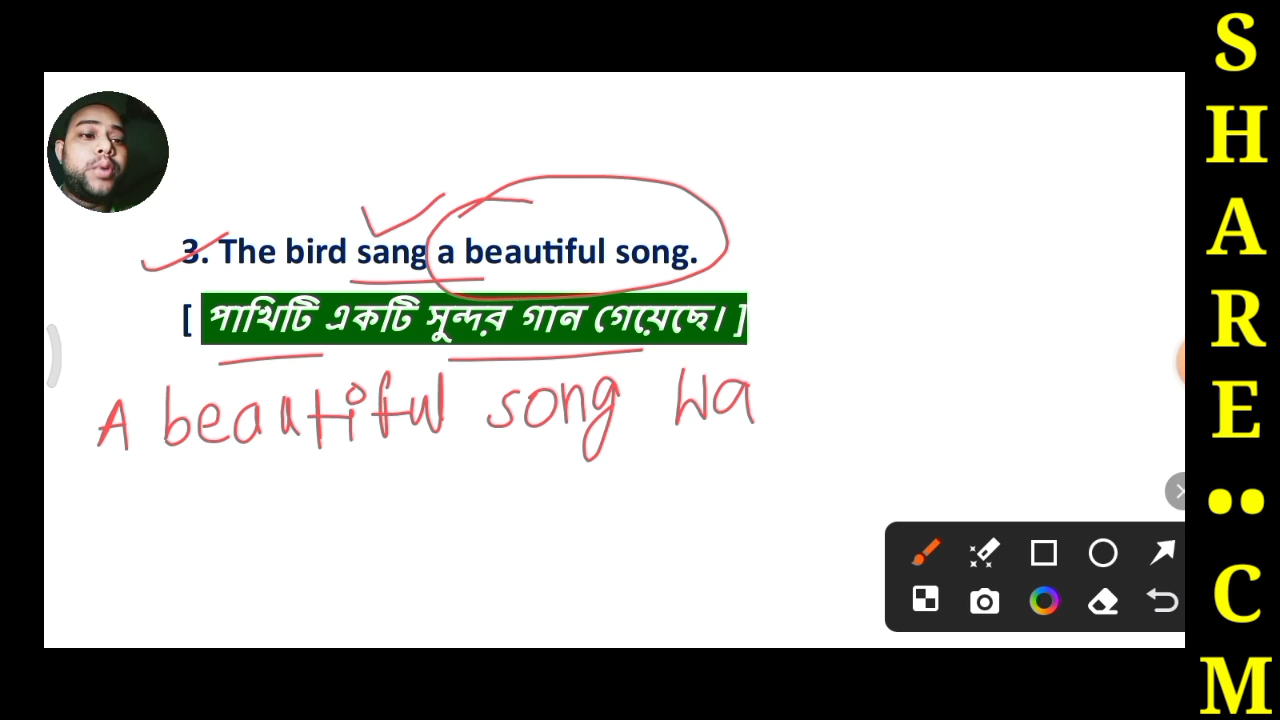 3. The bird sang a beautiful song.
[ পাখিটি একটি সুন্দর গান গেয়েছে। ]
A beautiful song wa
SHARE••CM